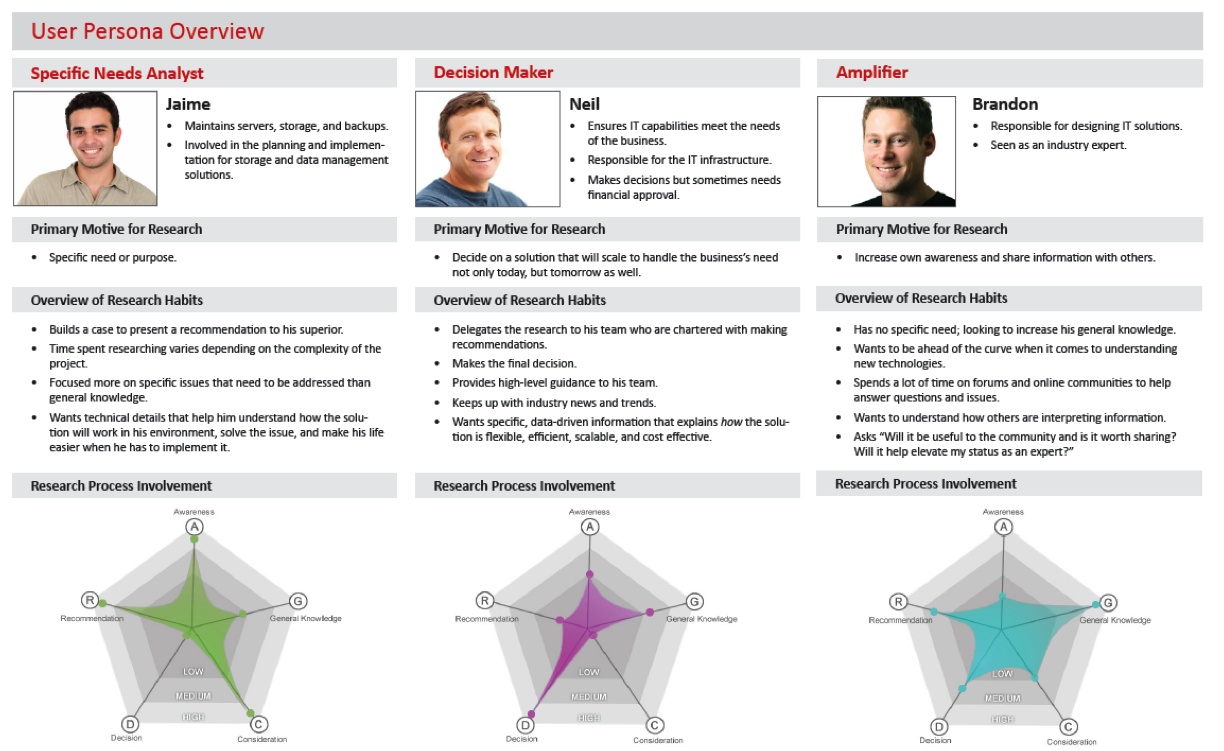 User Persona Overview
Specific Needs Analyst
Jaime
• Maintains servers, storage, and backups.
• Involved in the planning and implemen-
tation for storage and data management
solutions.
Primary Motive for Research
• Specific need or purpose.
Overview of Research Habits
• Builds a case to present a recommendation to his superior.
• Time spent researching varies depending on the complexity of the
project.
• Focused more on specific issues that need to be addressed than
general knowledge.
• Wants technical details that help him understand how the solu-
tion will work in his environment, solve the issue, and make his life
easier when he has to implement it.
Research Process Involvement
Awareness
A
R
G
Recommendation
General Knowledge
LOW
MEDIUM
HIGH
D
C
Decision
Consideration
Decision Maker
Neil
• Ensures IT capabilities meet the needs
of the business.
• Responsible for the IT infrastructure.
• Makes decisions but sometimes needs
financial approval.
Primary Motive for Research
• Decide on a solution that will scale to handle the business's need
not only today, but tomorrow as well.
Overview of Research Habits
• Delegates the research to his team who are chartered with making
recommendations.
• Makes the final decision.
• Provides high-level guidance to his team.
• Keeps up with industry news and trends.
• Wants specific, data-driven information that explains how the solu-
tion is flexible, efficient, scalable, and cost effective.
Research Process Involvement
Awareness
A
R
G
Recommendation
General Knowledge
LOW
MEDIUM
HIGH
D
C
Decision
Consideration
Amplifier
Brandon
• Responsible for designing IT solutions.
• Seen as an industry expert.
Primary Motive for Research
• Increase own awareness and share information with others.
Overview of Research Habits
• Has no specific need; looking to increase his general knowledge.
• Wants to be ahead of the curve when it comes to understanding
new technologies.
• Spends a lot of time on forums and online communities to help
answer questions and issues.
• Wants to understand how others are interpreting information.
• Asks "Will it be useful to the community and is it worth sharing?
Will it help elevate my status as an expert?"
Research Process Involvement
Awareness
A
R
G
Recommendation
General Knowledge
LOW
MEDIUM
HIGH
D
C
Decision
Consideration